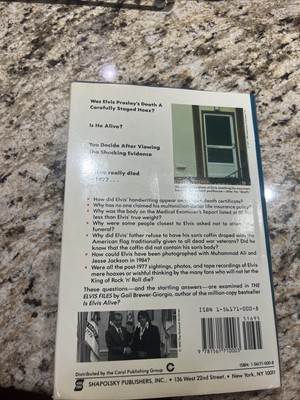 Was Elvis Presley's Death A
Carefully Staged Hoax?
Is He Alive?
You Decide After Viewing
The Shocking Evidence
really died
1977...
• How did Elvis' handwriting appear on death certificate?
• Why has no one claimed his multimillion-dollar life insurance policy?
• Why was the body on the Medical Examiner's Report listed at
less than Elvis' true weight?
• Why were some people closest to Elvis asked not to
funeral?
• Why did Elvis' father refuse to have his son's coffin draped with the
American flag traditionally given to all dead war veterans? Did he
know that the coffin did not contain his son's body?
• How could Elvis have been photographed with Muhammad Ali and
Jesse Jackson in 1984?
• Were all the post-1977 sightings, photos, and tape recordings of Elvis
mere hoaxes or wishful thinking by the many fans who will not let the
King of Rock 'n' Roll die?
These questions—and the startling answers—are examined in THE
ELVIS FILES by Gail Brewer-Giorgio, author of the million-copy bestseller
Is Elvis Alive?
ISBN 1-56171-000-8
51695
9 781561 710003
ISBN: 1-56171-000-8
Distributed by the Carol Publishing Group
SHAPOLSKY PUBLISHERS, INC. • 136 West 22nd Street, • New York, NY 10011